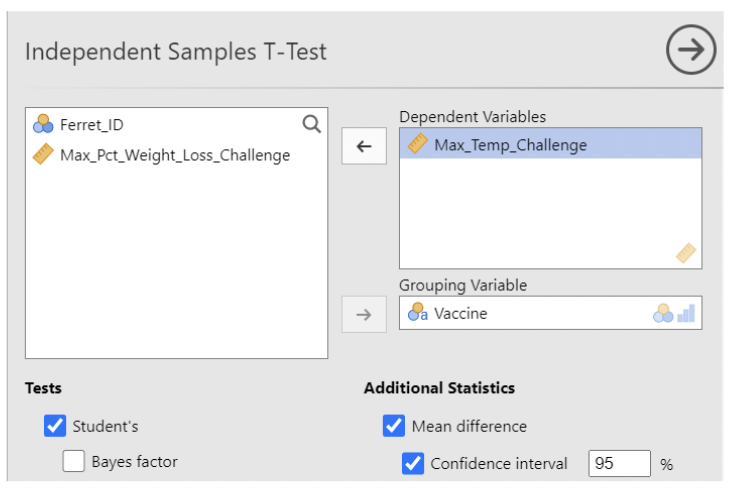 Independent Samples T-Test
Ferret_ID
Max_Pct_Weight_Loss_Challenge
Dependent Variables
Max_Temp_Challenge
Grouping Variable
a Vaccine
Tests
Student's
Bayes factor
Additional Statistics
Mean difference
Confidence interval 95 %